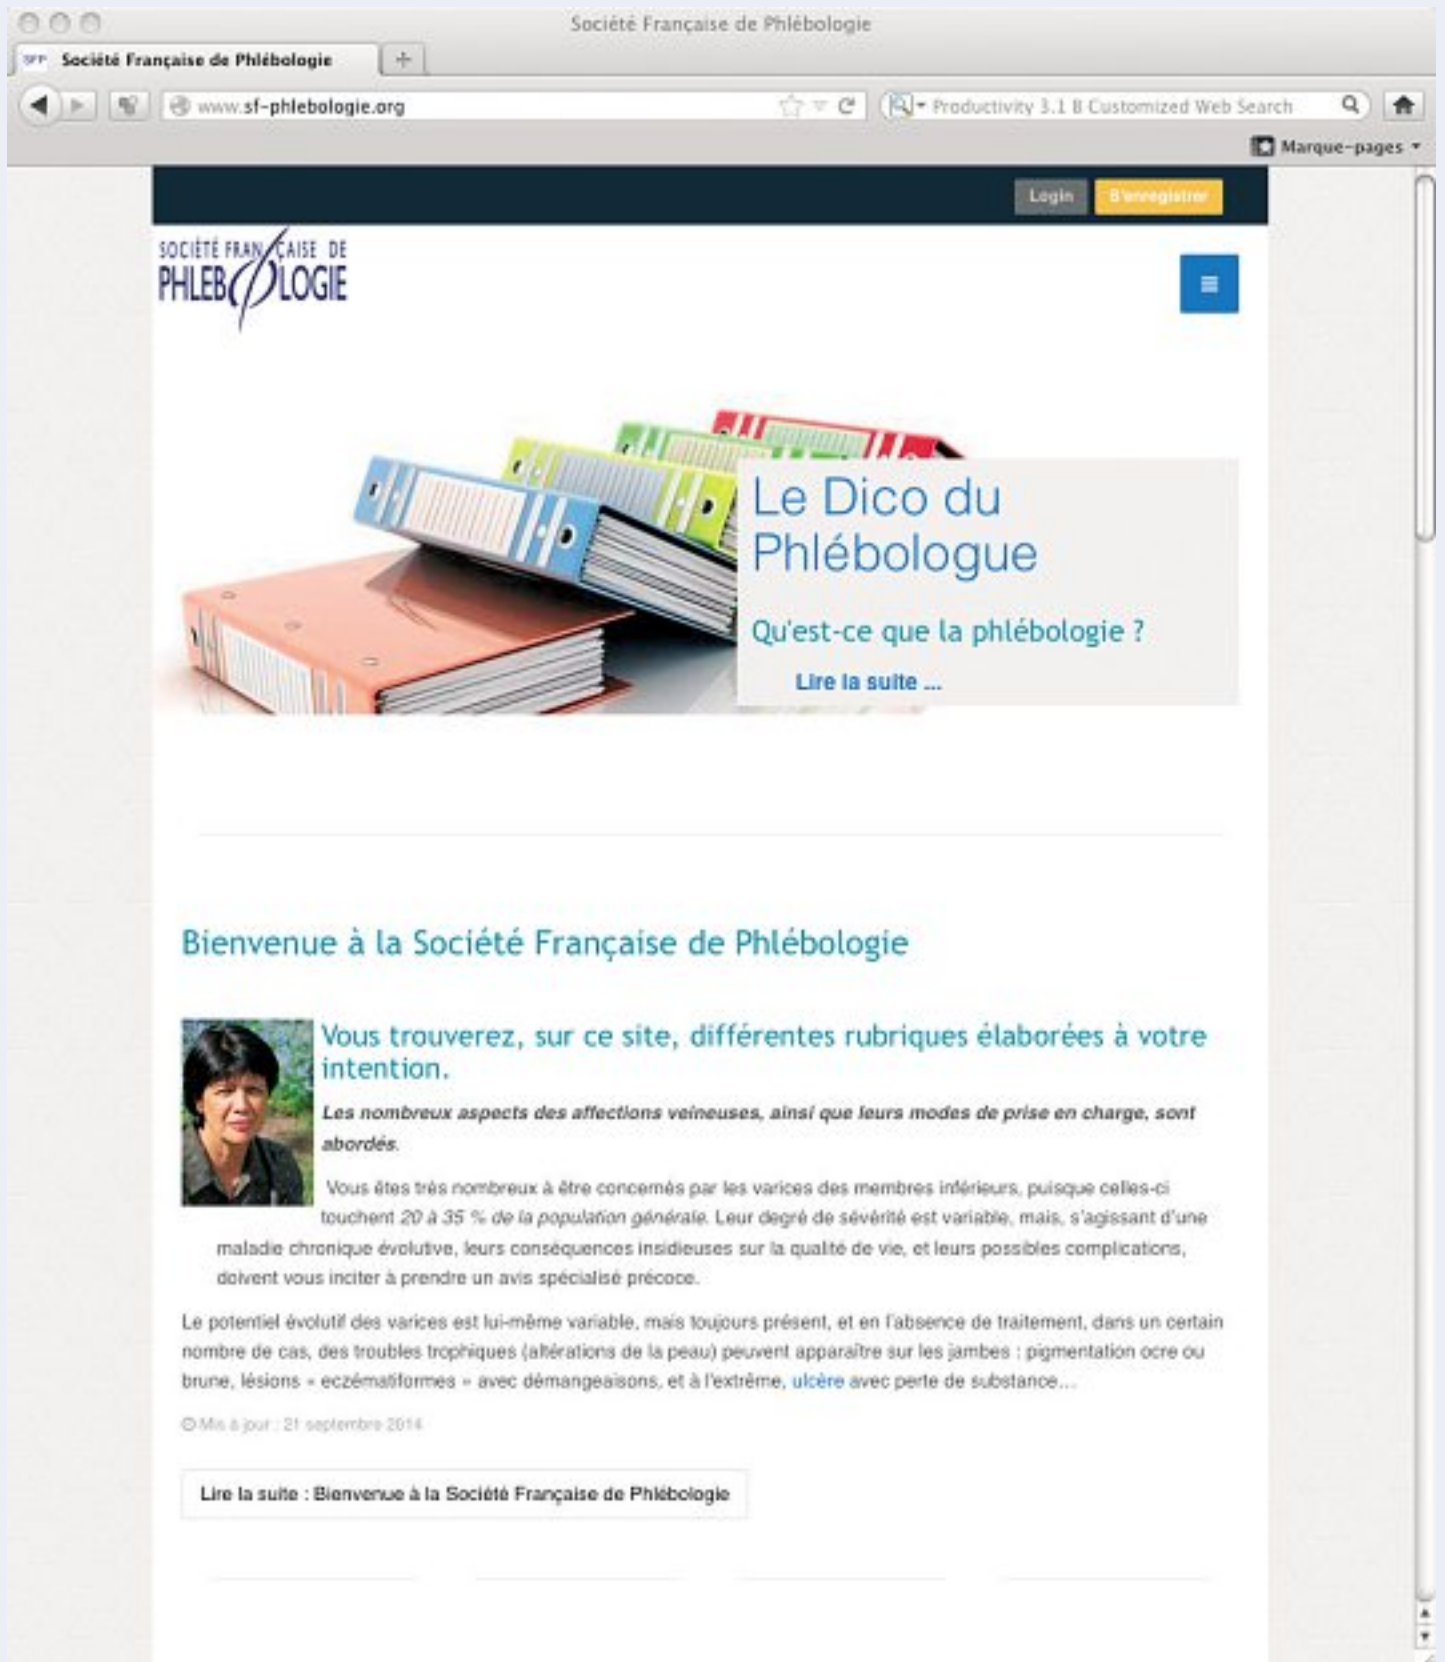 Société Française de Phlébologie
SFP Société Française de Phlébologie
www.sf-phlebologie.org
Productivity 3.1 B Customized Web Search
Marque-pages
Login
S'enregistrer
SOCIÉTÉ FRANÇAISE DE
PHLEBOLOGIE
Le Dico du
Phlébologue
Qu'est-ce que la phlébologie ?
Lire la suite ...
Bienvenue à la Société Française de Phlébologie
Vous trouverez, sur ce site, différentes rubriques élaborées à votre
intention.
Les nombreux aspects des affections veineuses, ainsi que leurs modes de prise en charge, sont
abordés.
Vous êtes très nombreux à être concernés par les varices des membres inférieurs, puisque celles-ci
touchent 20 à 35 % de la population générale. Leur degré de sévérité est variable, mais, s'agissant d'une
maladie chronique évolutive, leurs conséquences insidieuses sur la qualité de vie, et leurs possibles complications,
doivent vous inciter à prendre un avis spécialisé précoce.
Le potentiel évolutif des varices est lui-même variable, mais toujours présent, et en l'absence de traitement, dans un certain
nombre de cas, des troubles trophiques (altérations de la peau) peuvent apparaître sur les jambes : pigmentation ocre ou
brune, lésions « eczématiformes » avec démangeaisons, et à l'extrême, ulcère avec perte de substance…
Mis à jour : 21 septembre 2014
Lire la suite : Bienvenue à la Société Française de Phlébologie